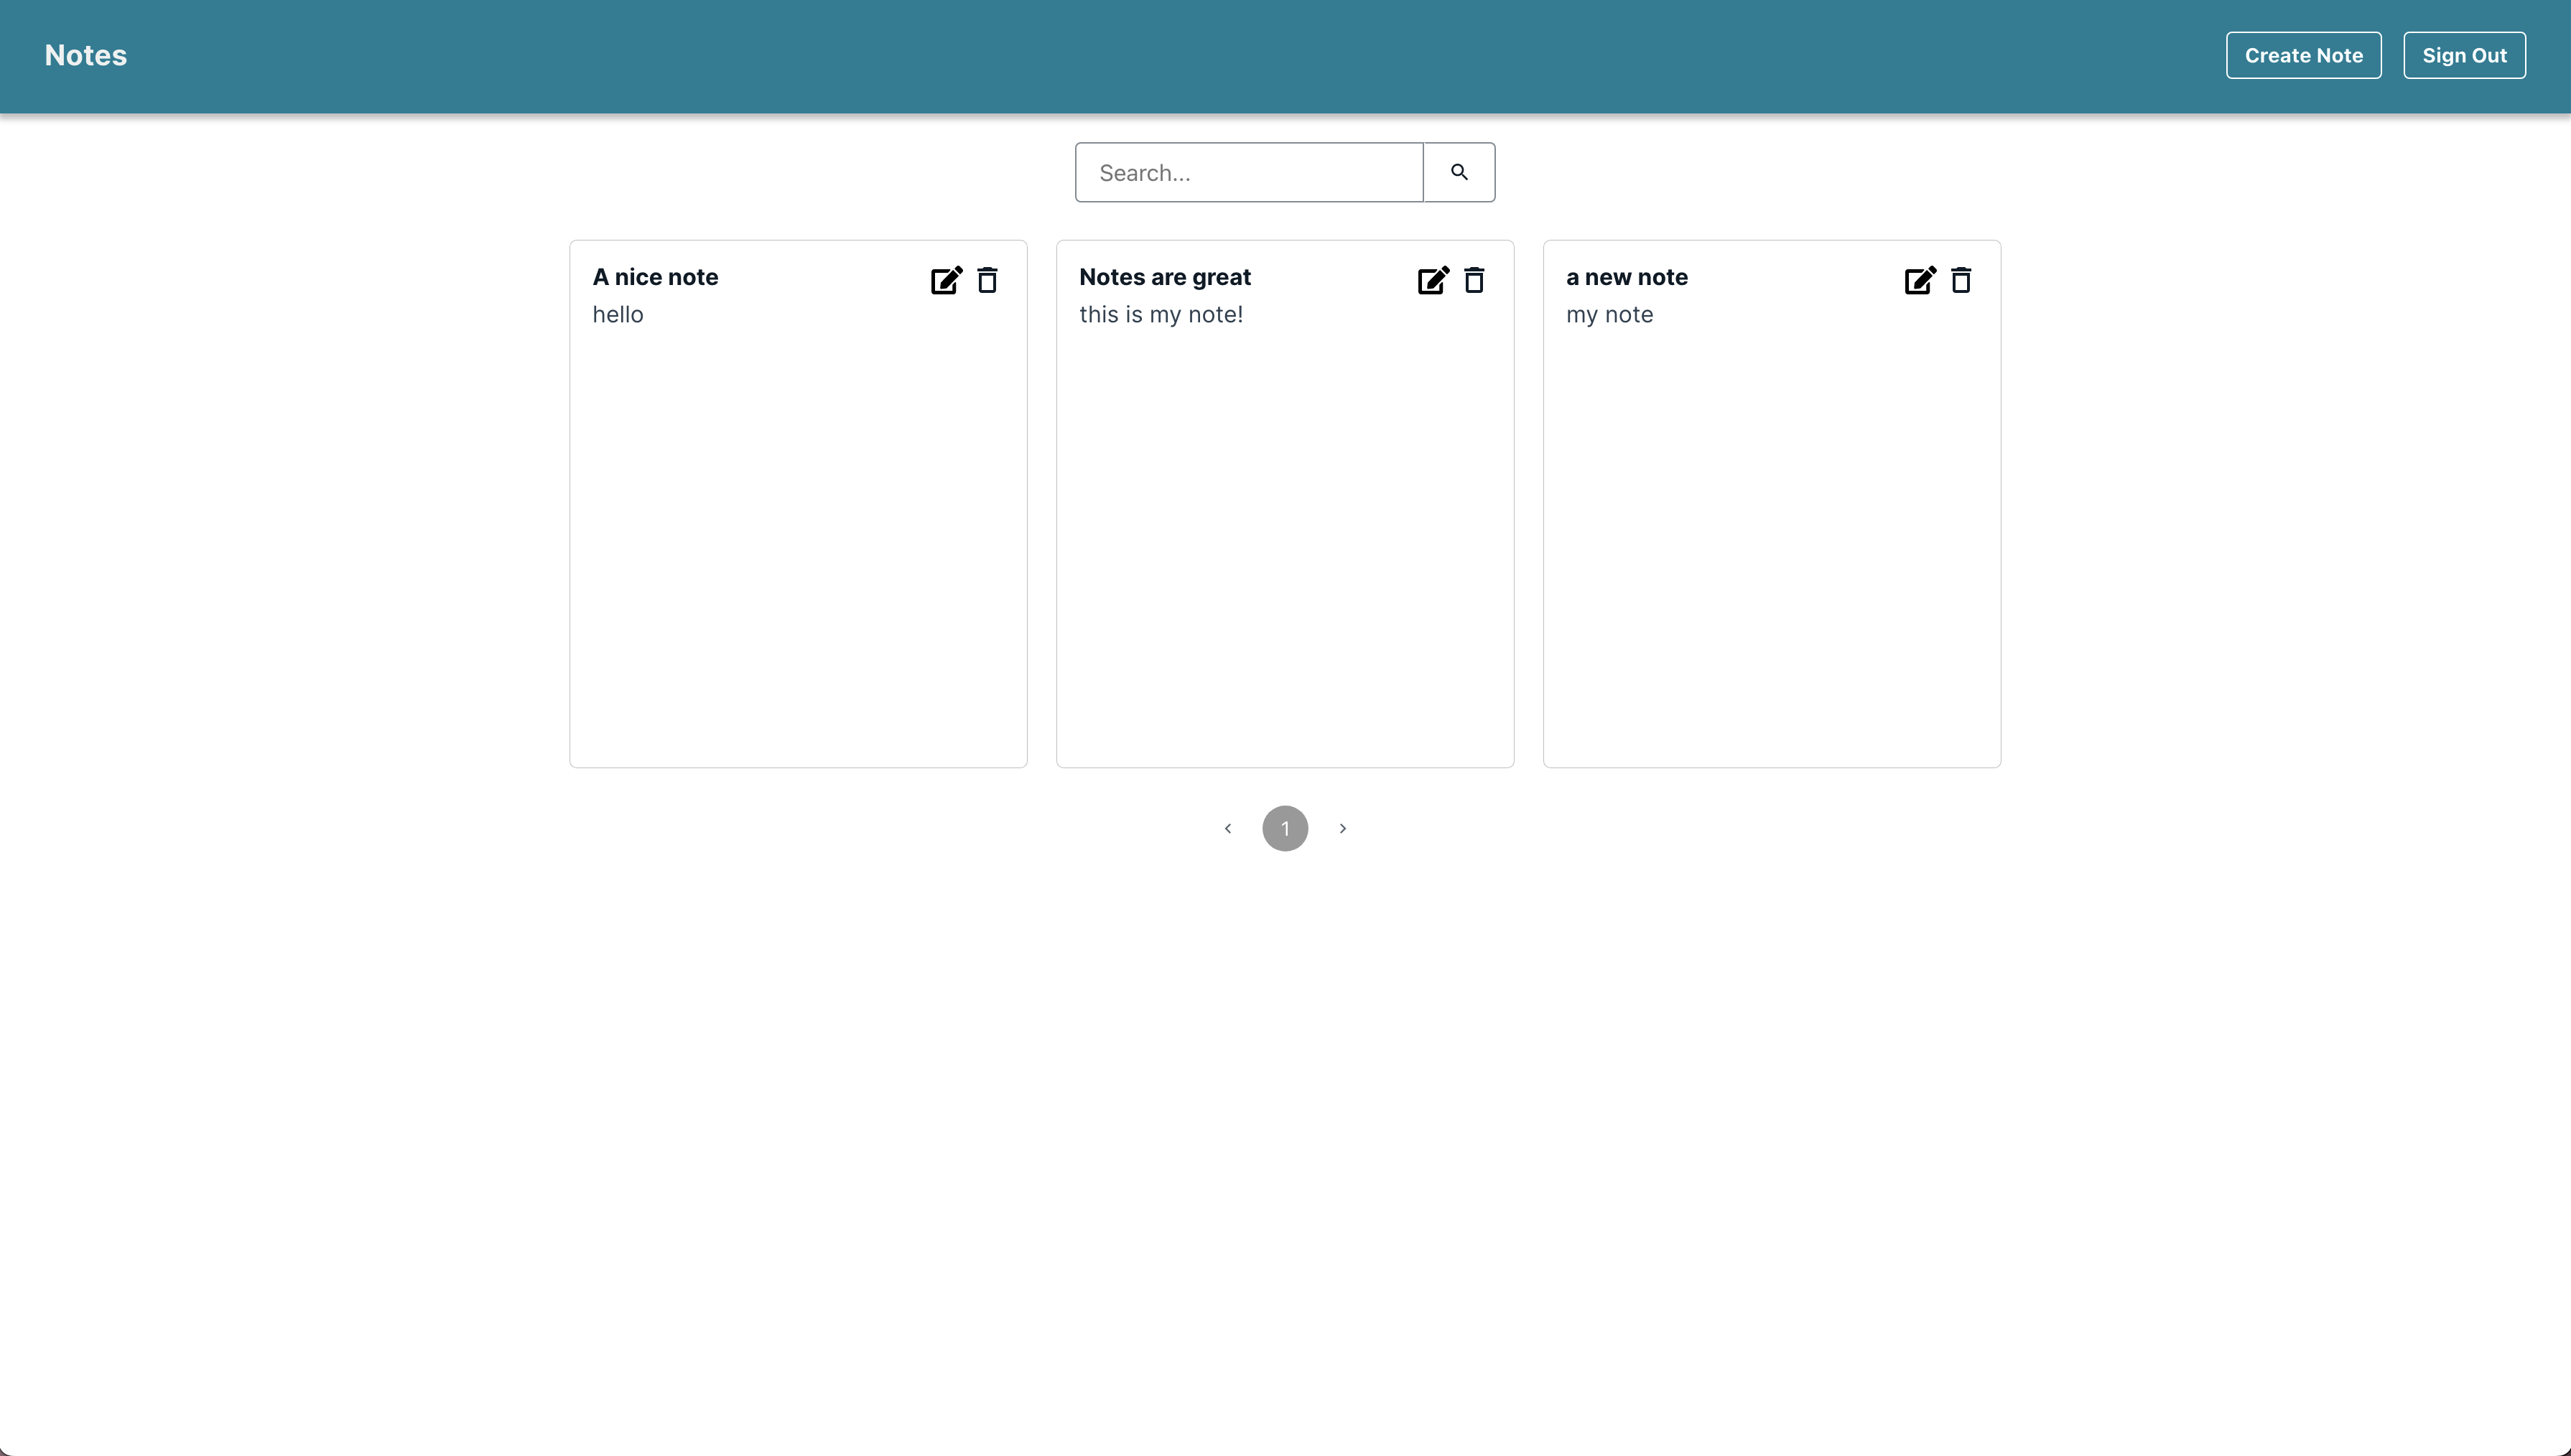 Notes
Create Note
Sign Out
Search...
A nice note
hello
Notes are great
this is my note!
a new note
my note
1